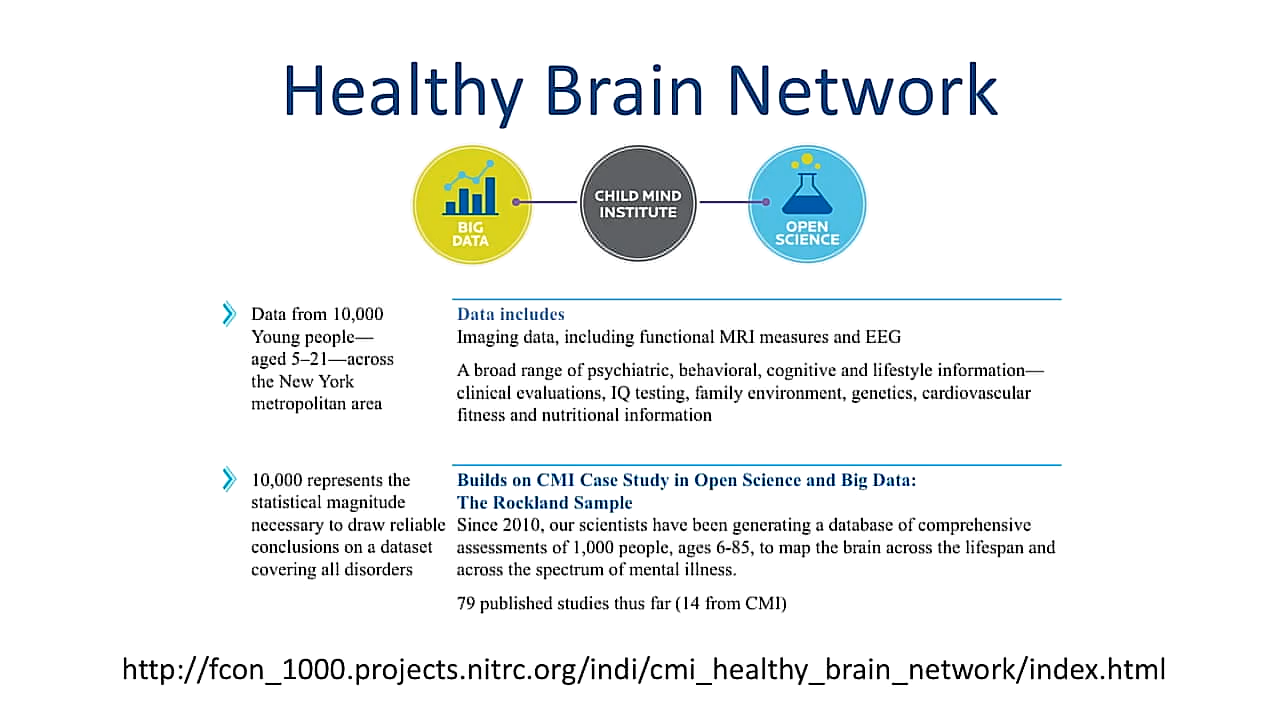 Healthy Brain Network
BIG
DATA
CHILD MIND
INSTITUTE
OPEN
SCIENCE
Data from 10,000
Young people—
aged 5–21—across
the New York
metropolitan area
Data includes
Imaging data, including functional MRI measures and EEG
A broad range of psychiatric, behavioral, cognitive and lifestyle information—
clinical evaluations, IQ testing, family environment, genetics, cardiovascular
fitness and nutritional information
10,000 represents the
statistical magnitude
necessary to draw reliable
conclusions on a dataset
covering all disorders
Builds on CMI Case Study in Open Science and Big Data:
The Rockland Sample
Since 2010, our scientists have been generating a database of comprehensive
assessments of 1,000 people, ages 6-85, to map the brain across the lifespan and
across the spectrum of mental illness.
79 published studies thus far (14 from CMI)
http://fcon_1000.projects.nitrc.org/indi/cmi_healthy_brain_network/index.html